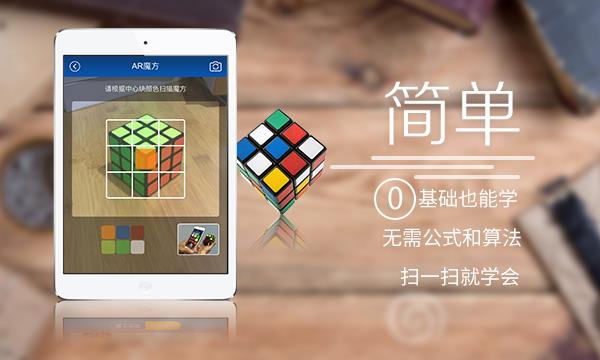 AR魔方
请根据中心块颜色扫描魔方
简单
0基础也能学
无需公式和算法
扫一扫就学会